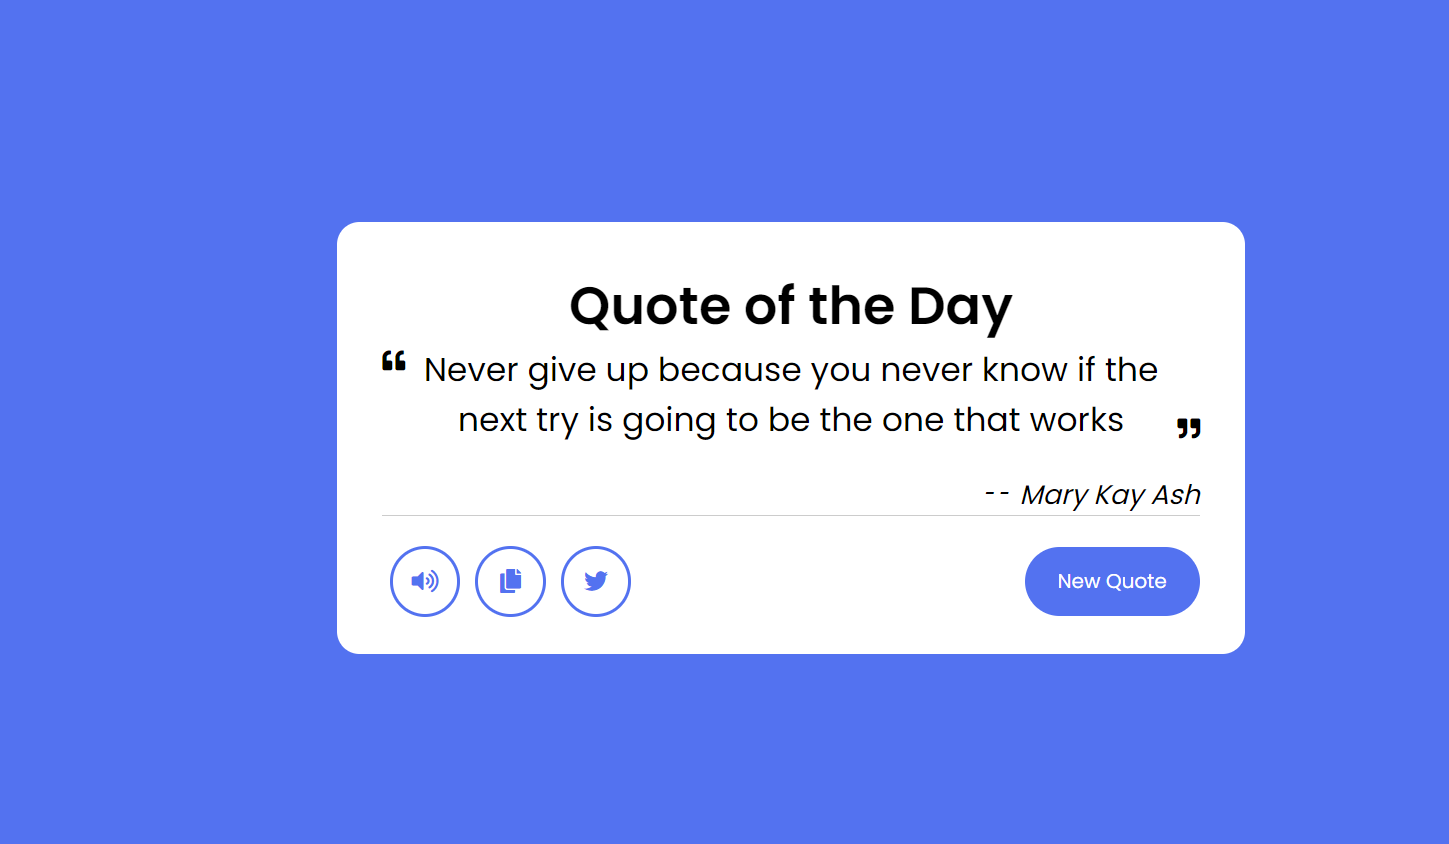 Quote of the Day
“ Never give up because you never know if the
next try is going to be the one that works ”
-- Mary Kay Ash
New Quote